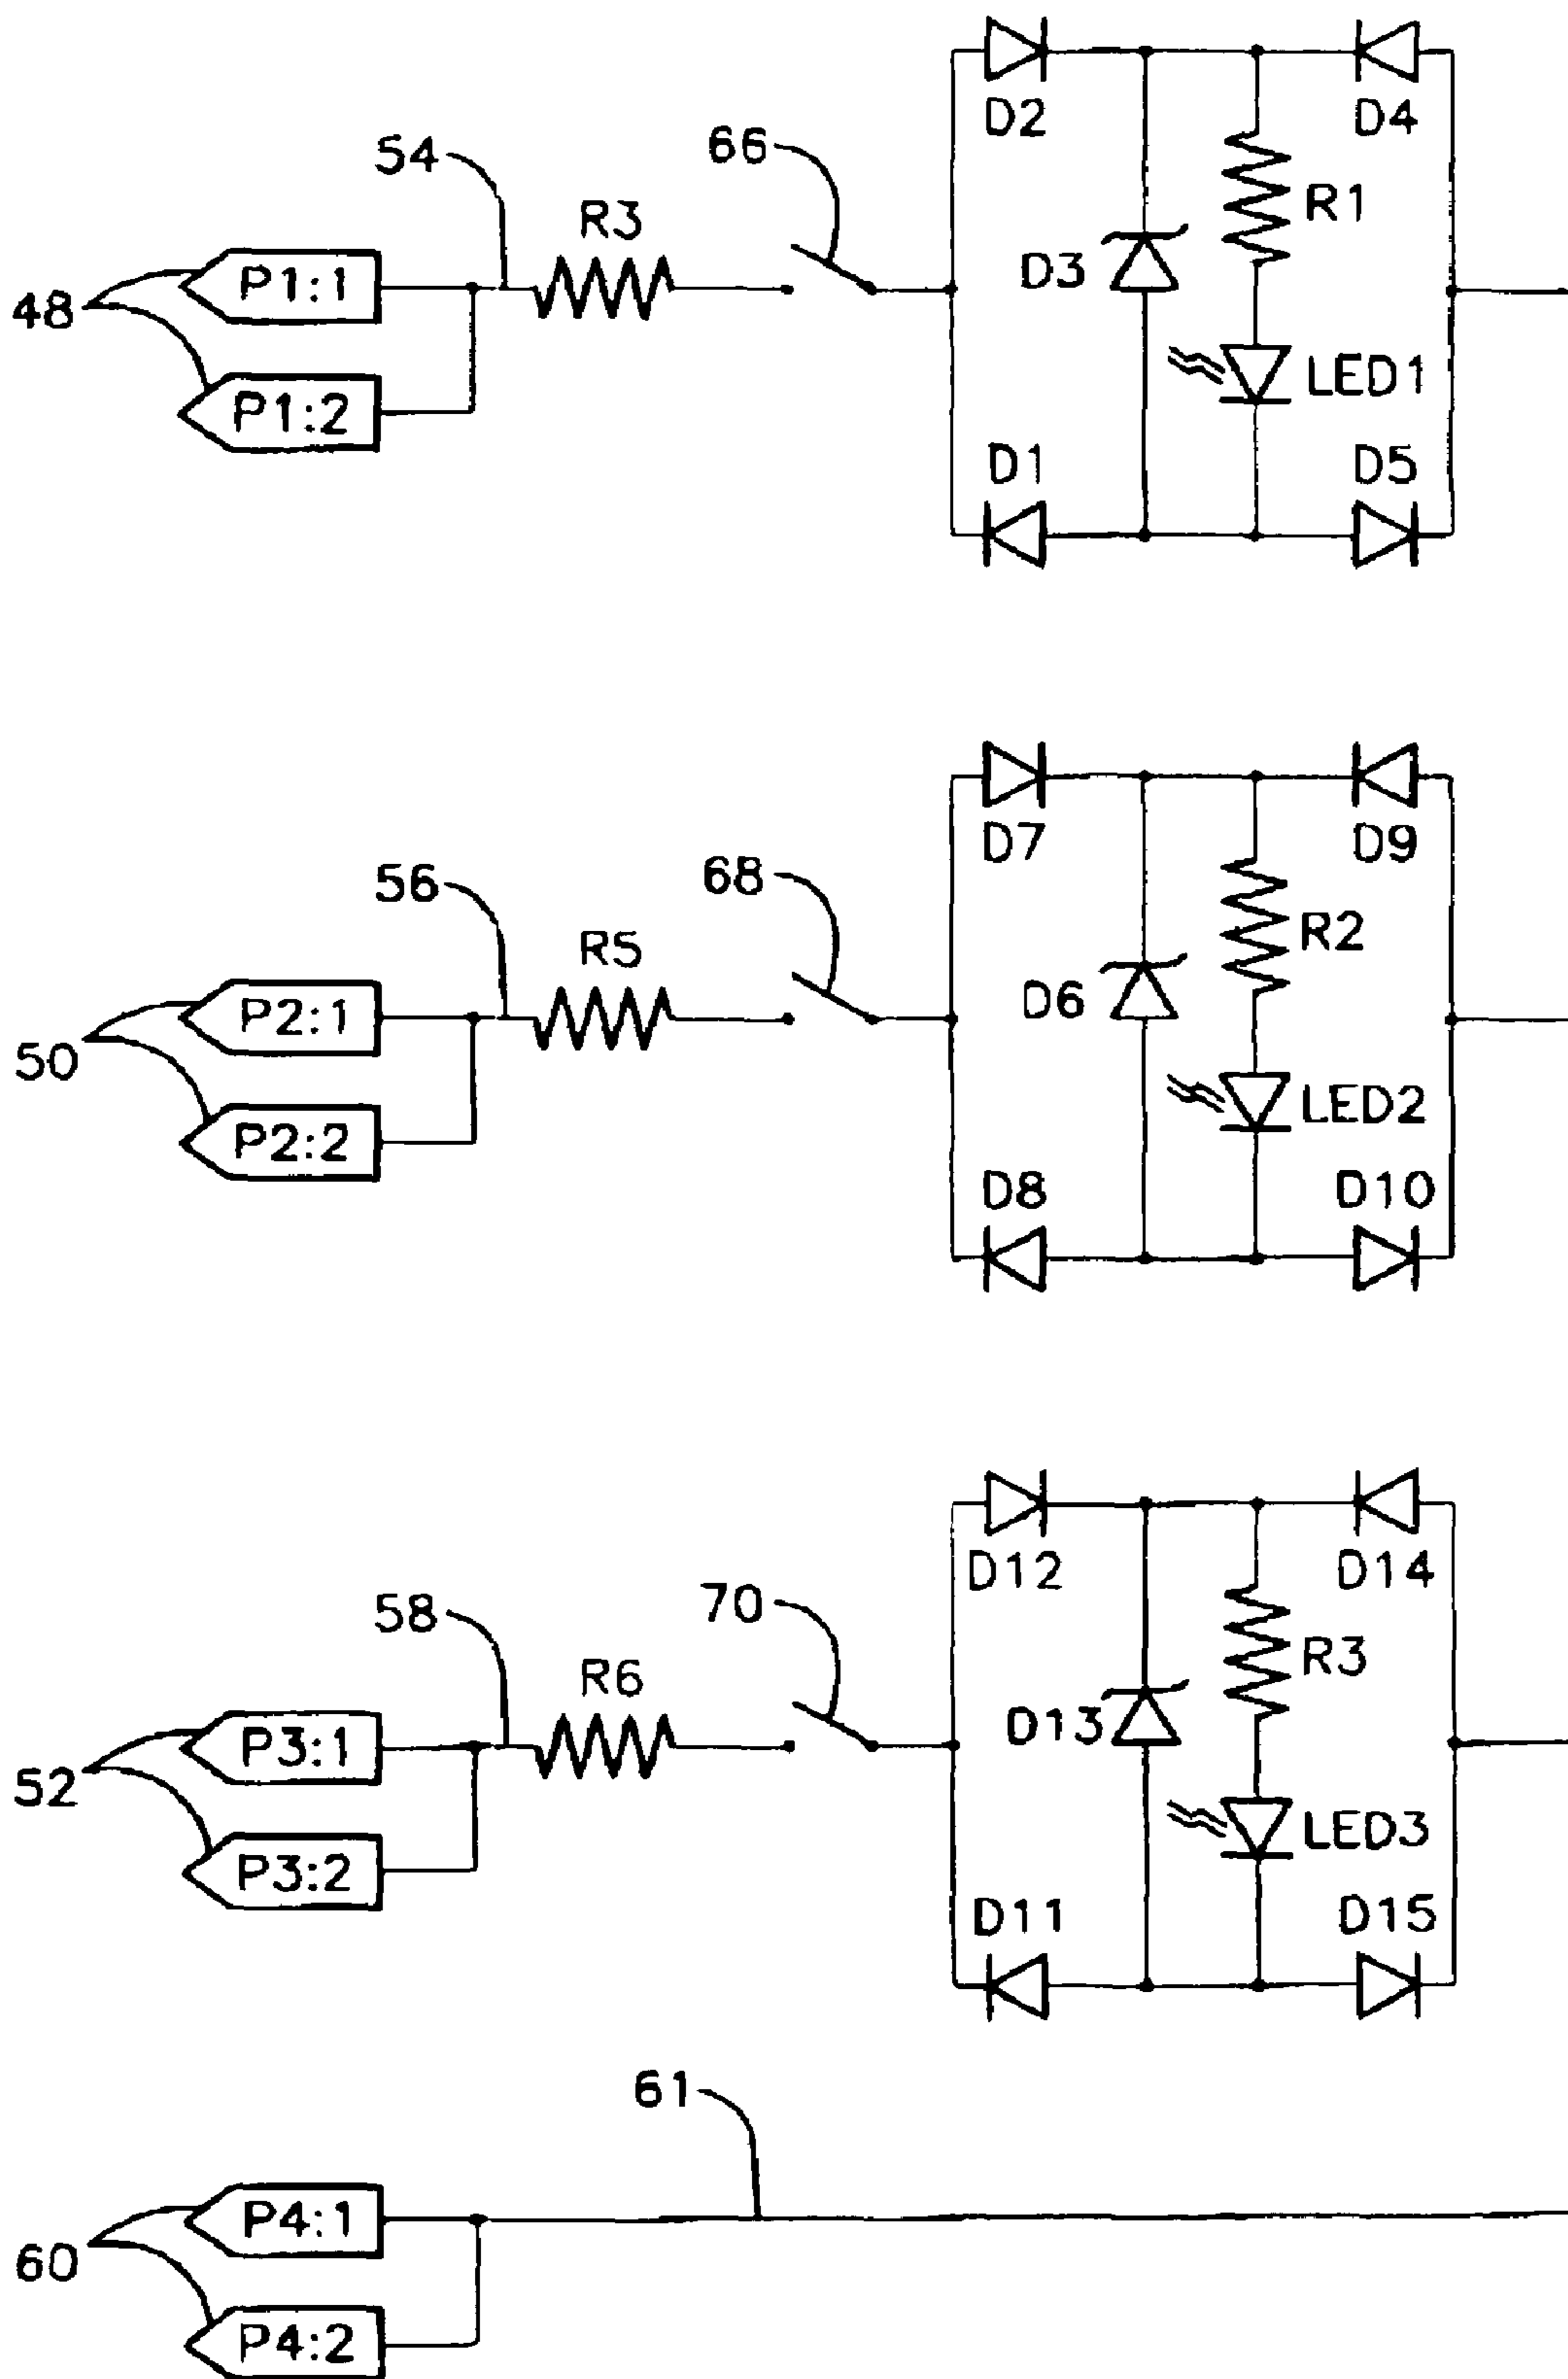 D2
D4
54
66
R3
R1
P1:1
D3
48
LED1
P1:2
D1
D5
D7
D9
56
68
R5
R2
P2:1
D6
50
LED2
P2:2
D8
D10
D12
D14
58
70
R6
R3
P3:1
D13
52
LED3
P3:2
D11
D15
61
P4:1
60
P4:2